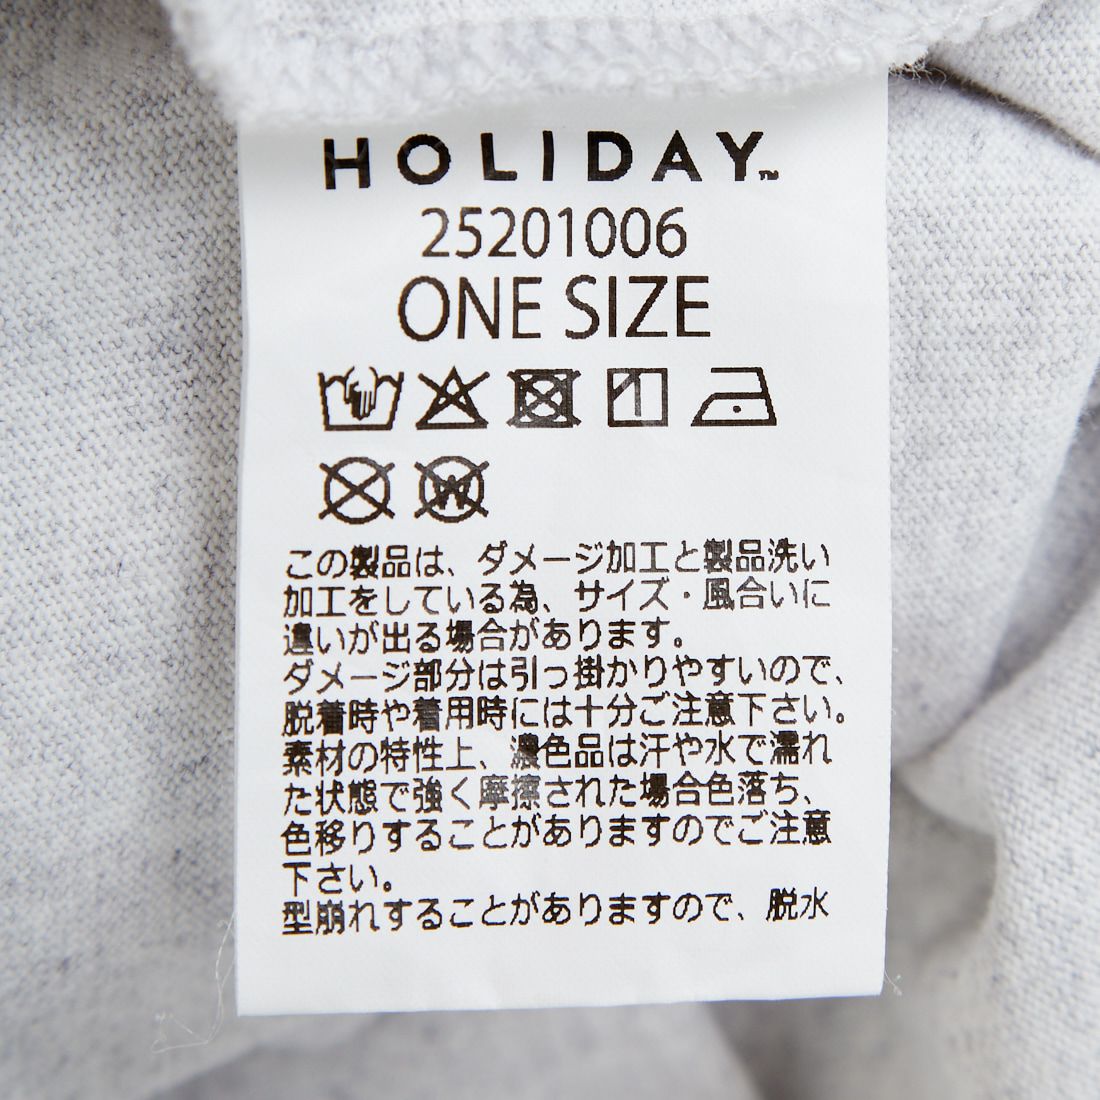 HOLIDAY™
25201006
ONE SIZE
W
この製品は、ダメージ加工と製品洗い
加工をしている為、サイズ・風合いに
違いが出る場合があります。
ダメージ部分は引っ掛かりやすいので、
脱着時や着用時には十分ご注意下さい。
素材の特性上、濃色品は汗や水で濡れ
た状態で強く摩擦された場合色落ち、
色移りすることがありますのでご注意
下さい。
型崩れすることがありますので、脱水